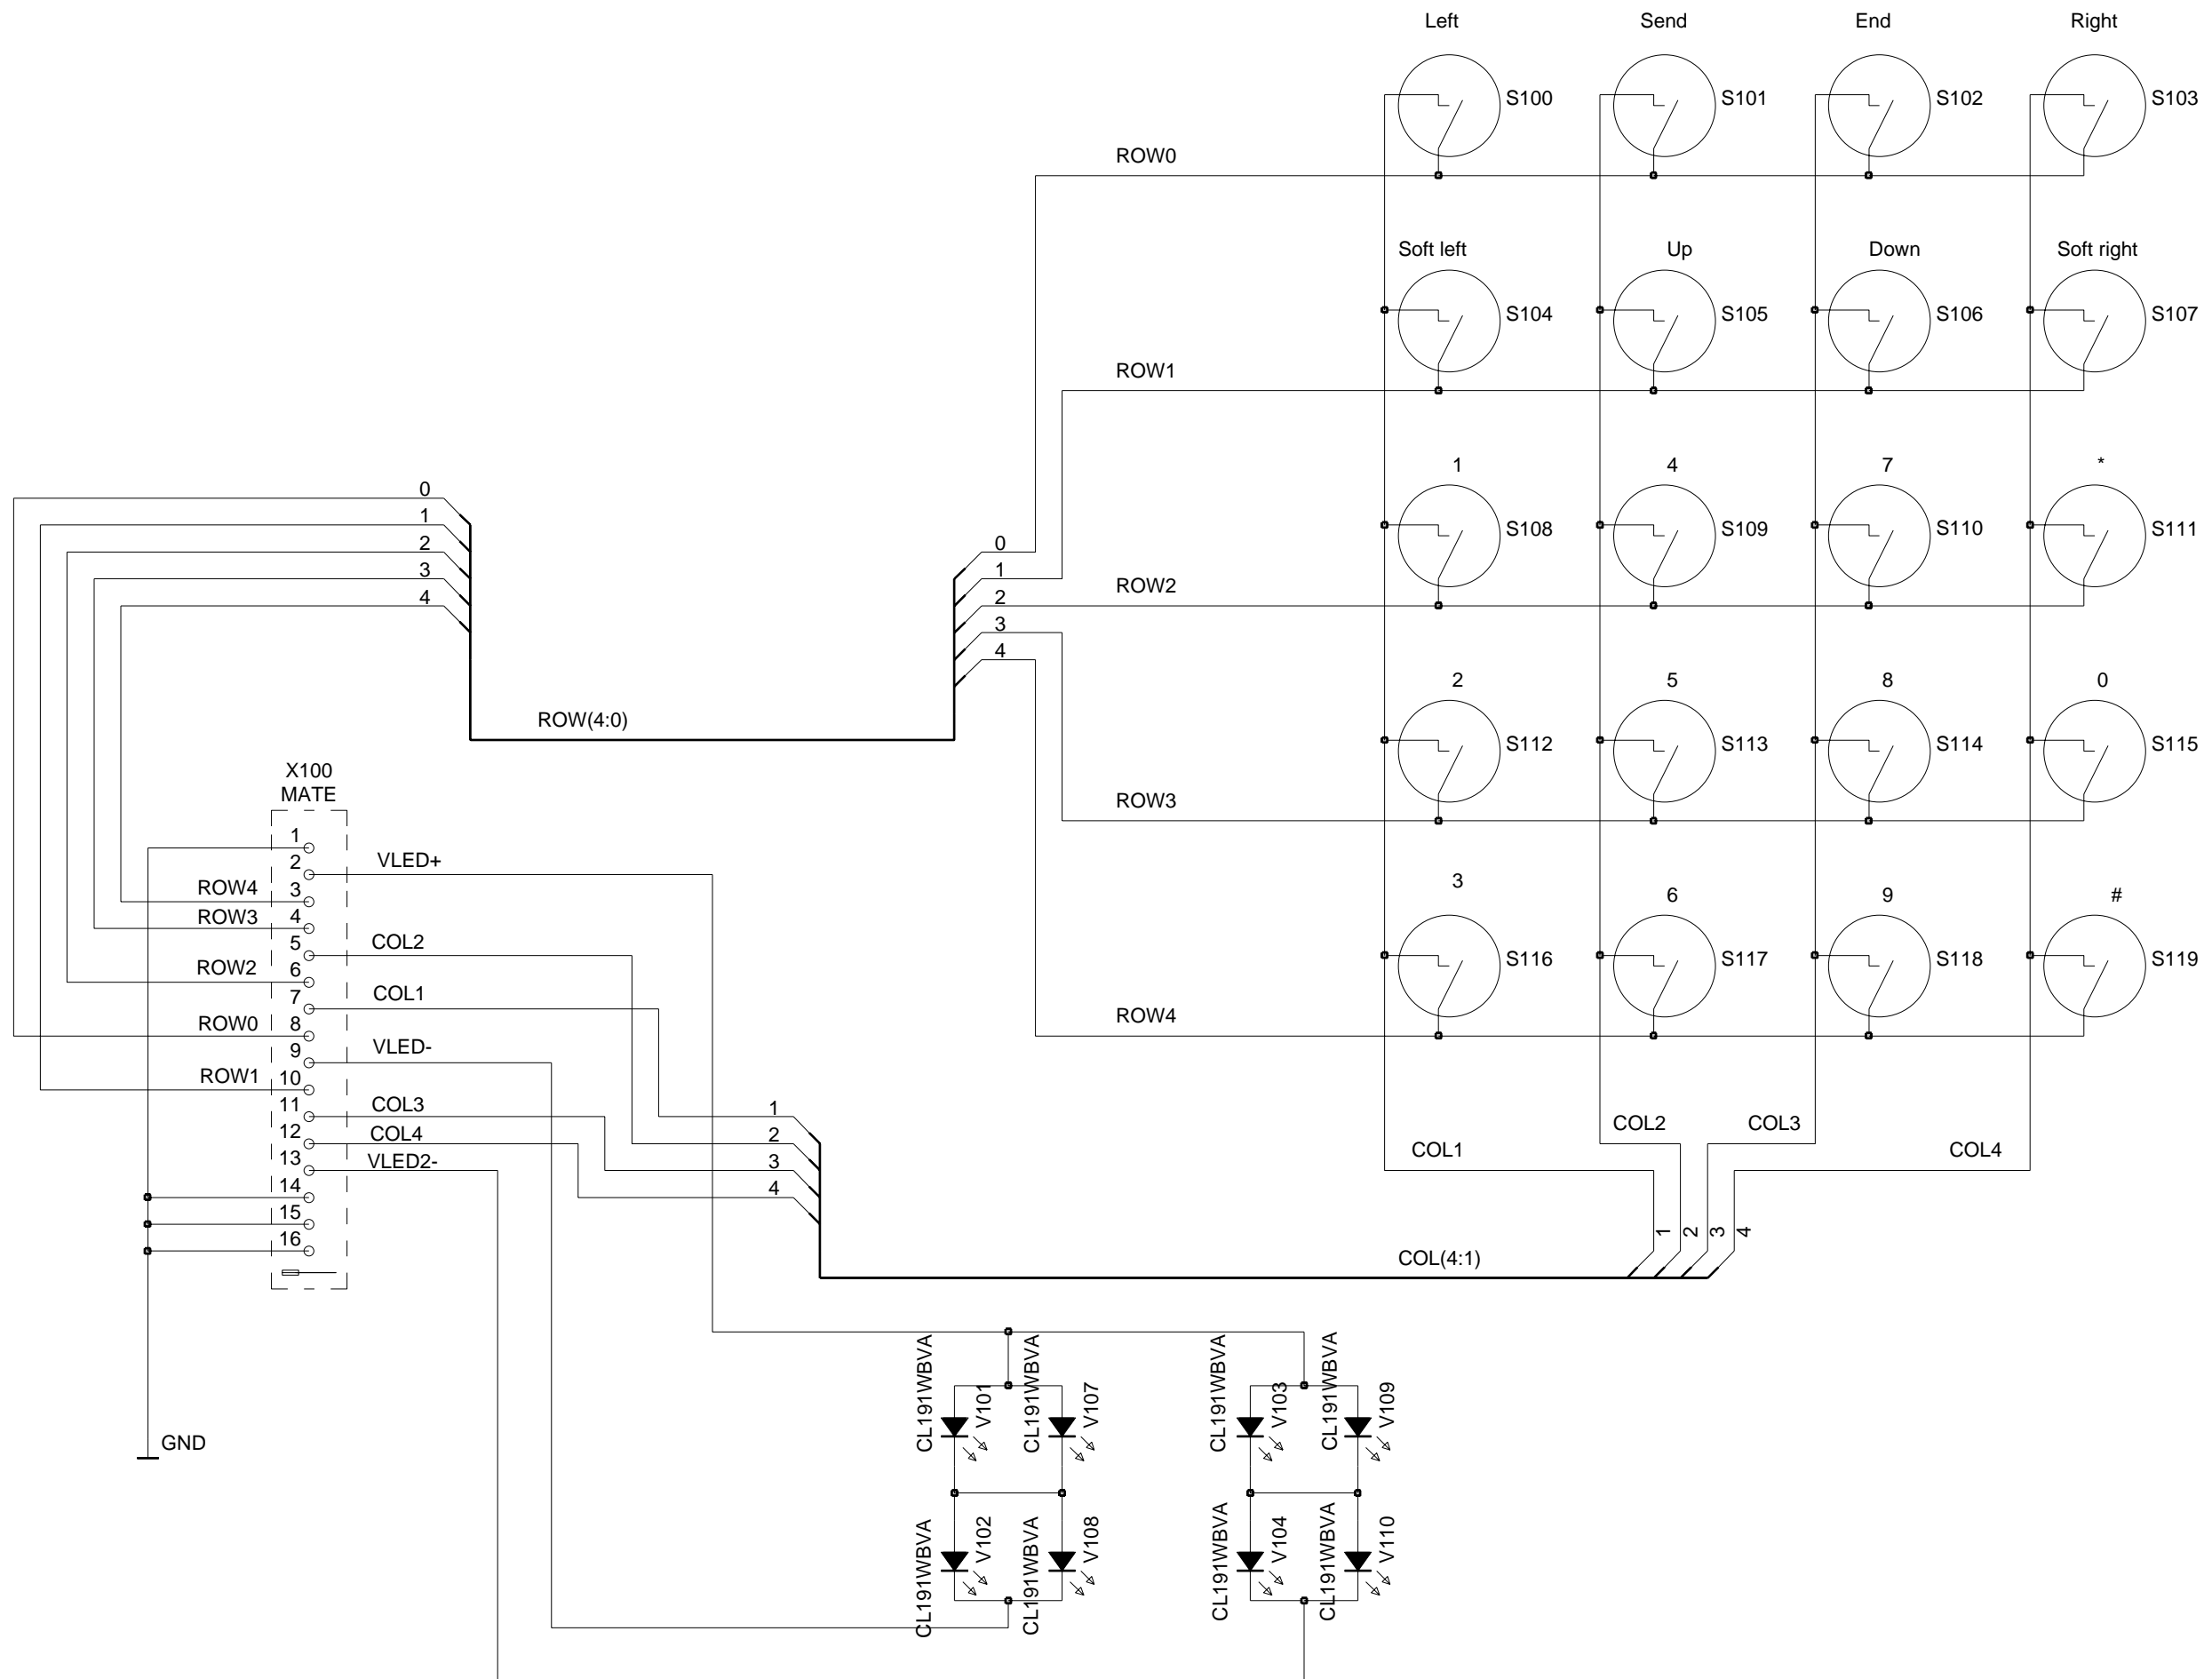 Left Send End Right
S100 S101 S102 S103
ROW0
Soft left Up Down Soft right
S104 S105 S106 S107
ROW1
1 4 7 *
S108 S109 S110 S111
0
1
2
3
4
0
1
2
3
4
ROW2
ROW(4:0)
2 5 8 0
S112 S113 S114 S115
ROW3
3 6 9 #
S116 S117 S118 S119
ROW4
X100
MATE
1
2 VLED+
ROW4 3
ROW3 4
5 COL2
ROW2 6
7 COL1
ROW0 8
9 VLED-
ROW1 10
11 COL3
12 COL4
13 VLED2-
14
15
16
GND
1
2
3
4
COL1
COL2
COL3
COL4
1
2
3
4
COL(4:1)
CL191WBVA
V101
CL191WBVA
V107
CL191WBVA
V103
CL191WBVA
V109
CL191WBVA
V102
CL191WBVA
V108
CL191WBVA
V104
CL191WBVA
V110